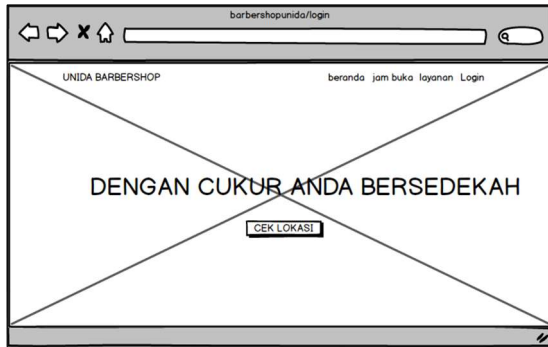 barbershopunida/login
UNIDA BARBERSHOP
beranda jam buka layanan Login
DENGAN CUKUR ANDA BERSEDEKAH
CEK LOKASI